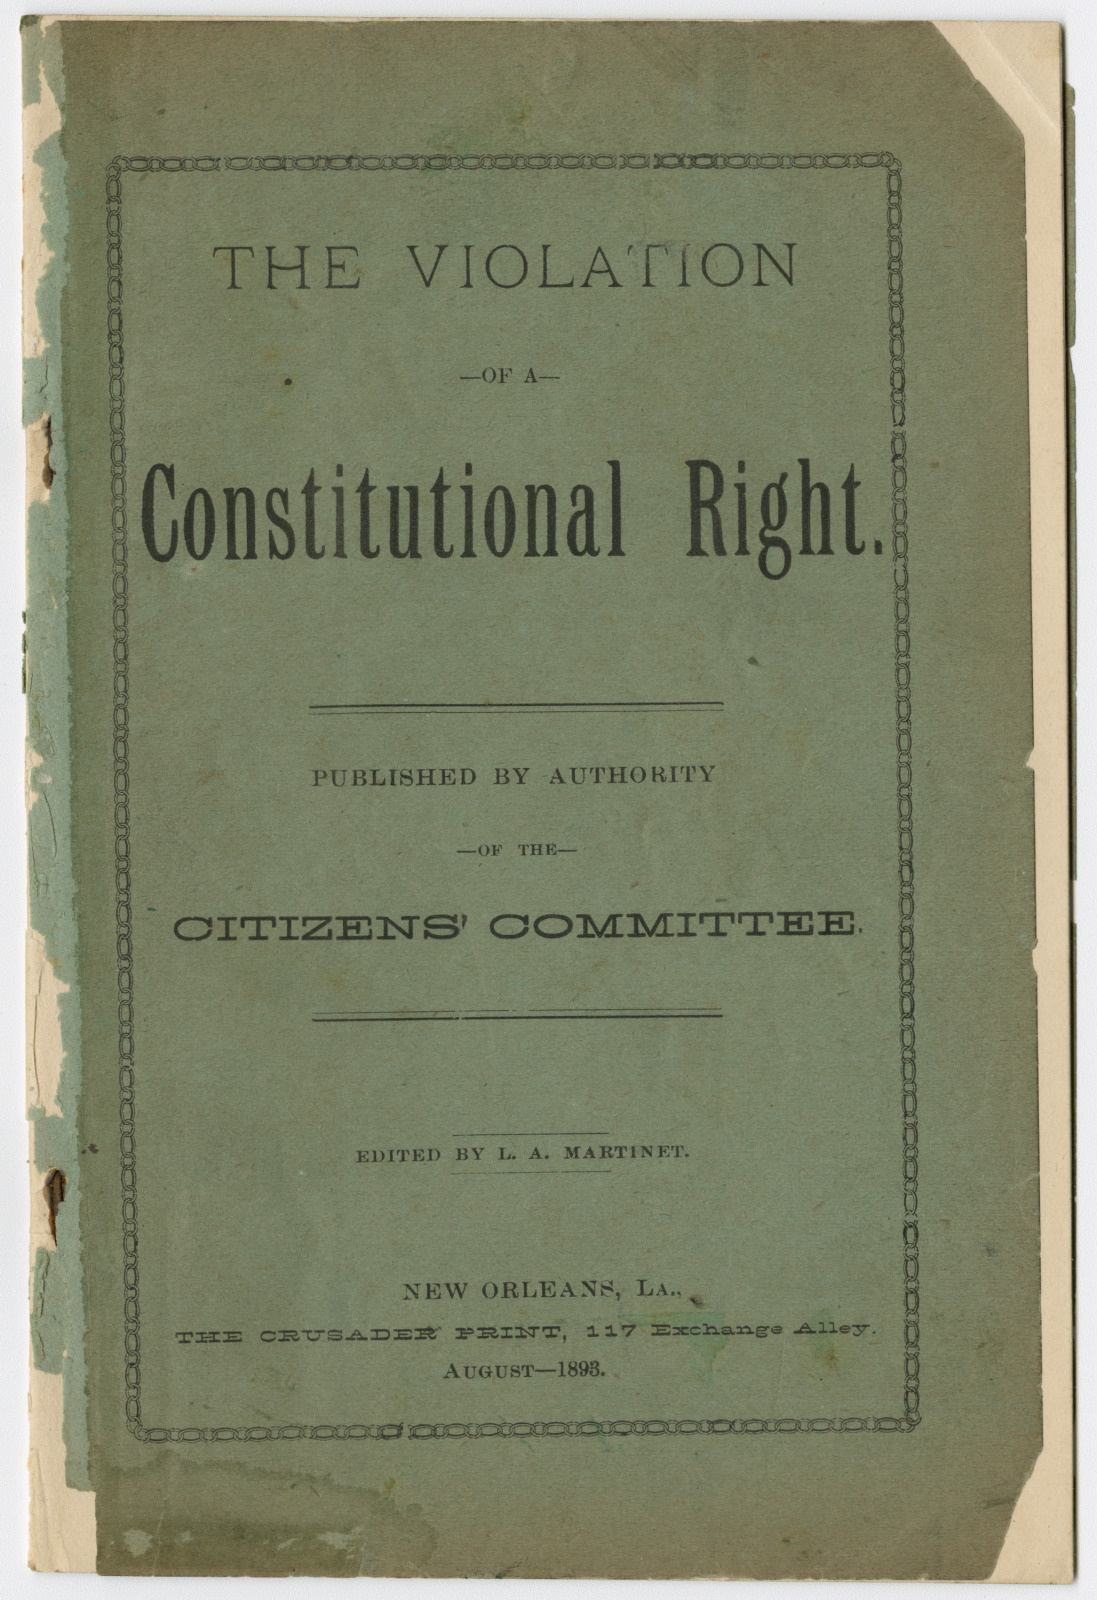 THE VIOLATION
—OF A—
Constitutional Right.
PUBLISHED BY AUTHORITY
—OF THE—
CITIZENS' COMMITTEE.
EDITED BY L. A. MARTINET.
NEW ORLEANS, LA.,
THE CRUSADER PRINT, 117 Exchange Alley.
AUGUST—1893.